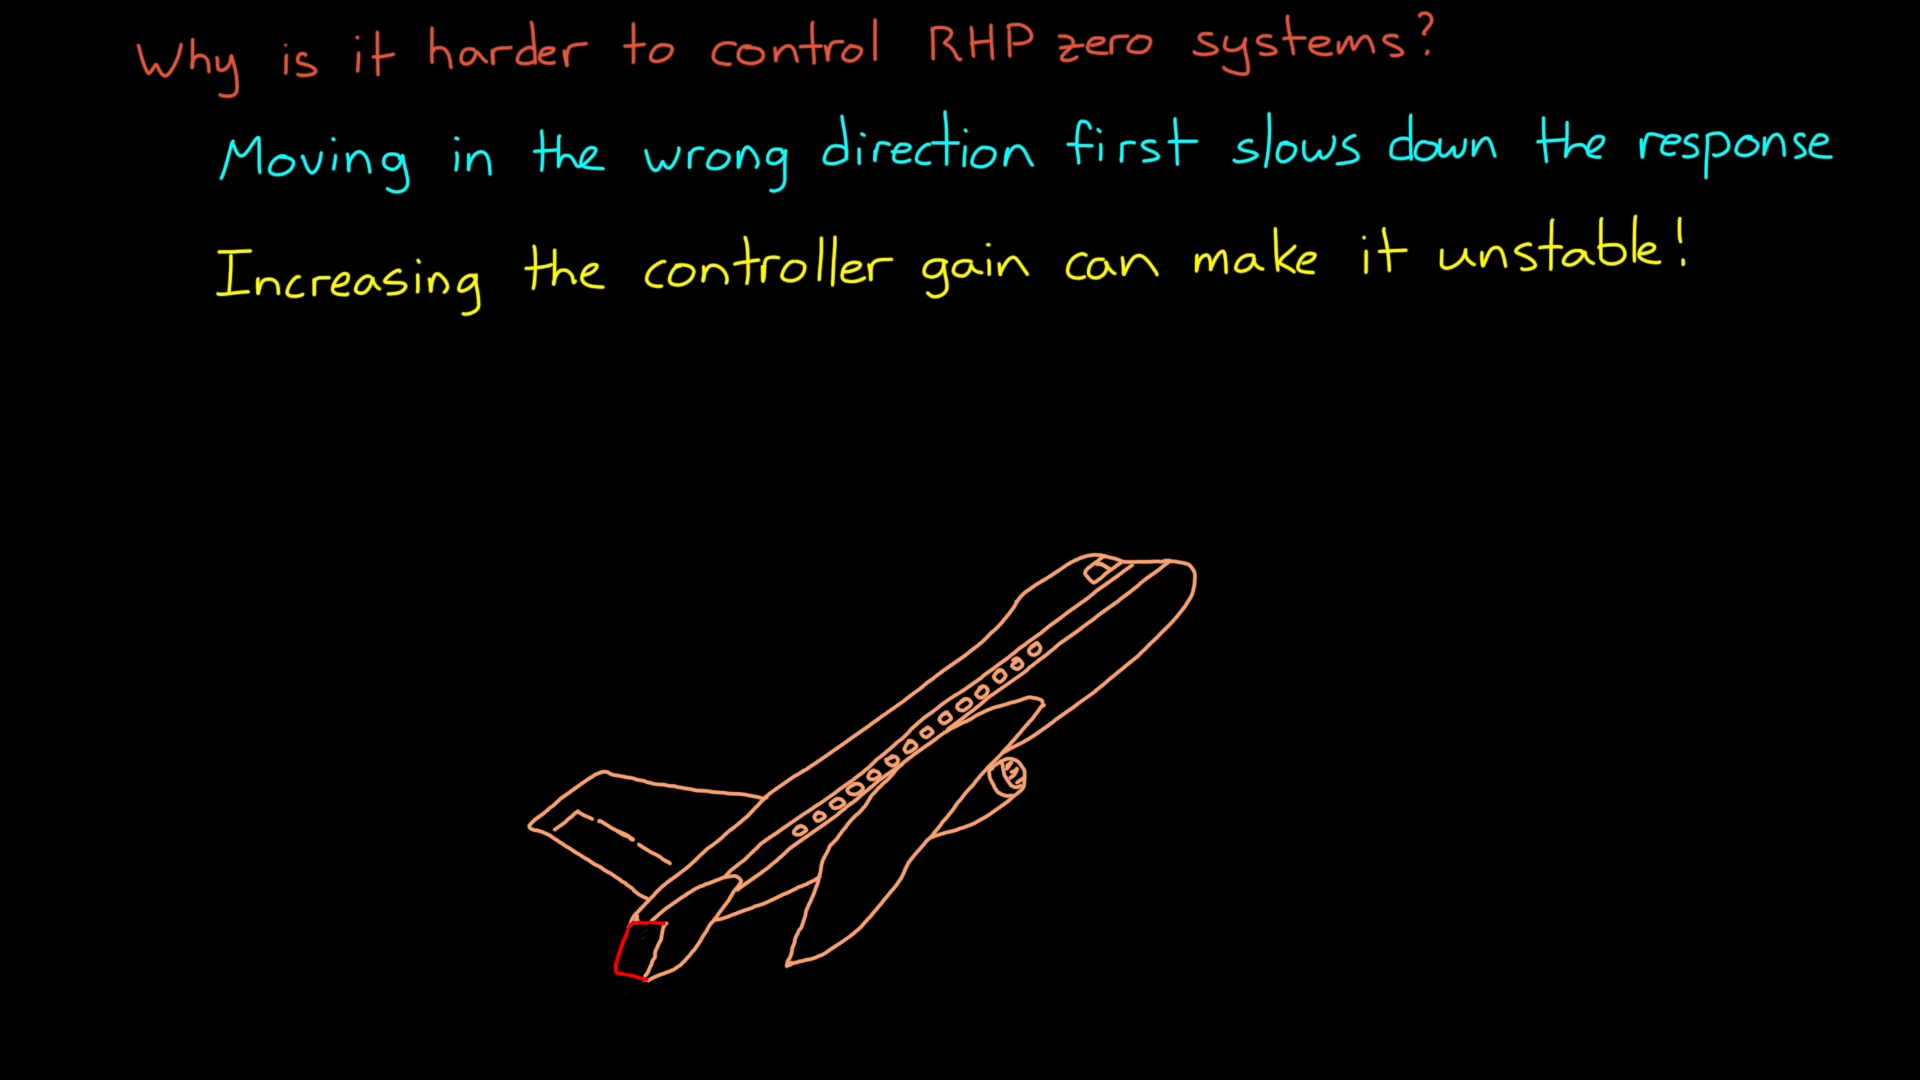 Why is it harder to control RHP zero systems?
Moving in the wrong direction first slows down the response
Increasing the controller gain can make it unstable!